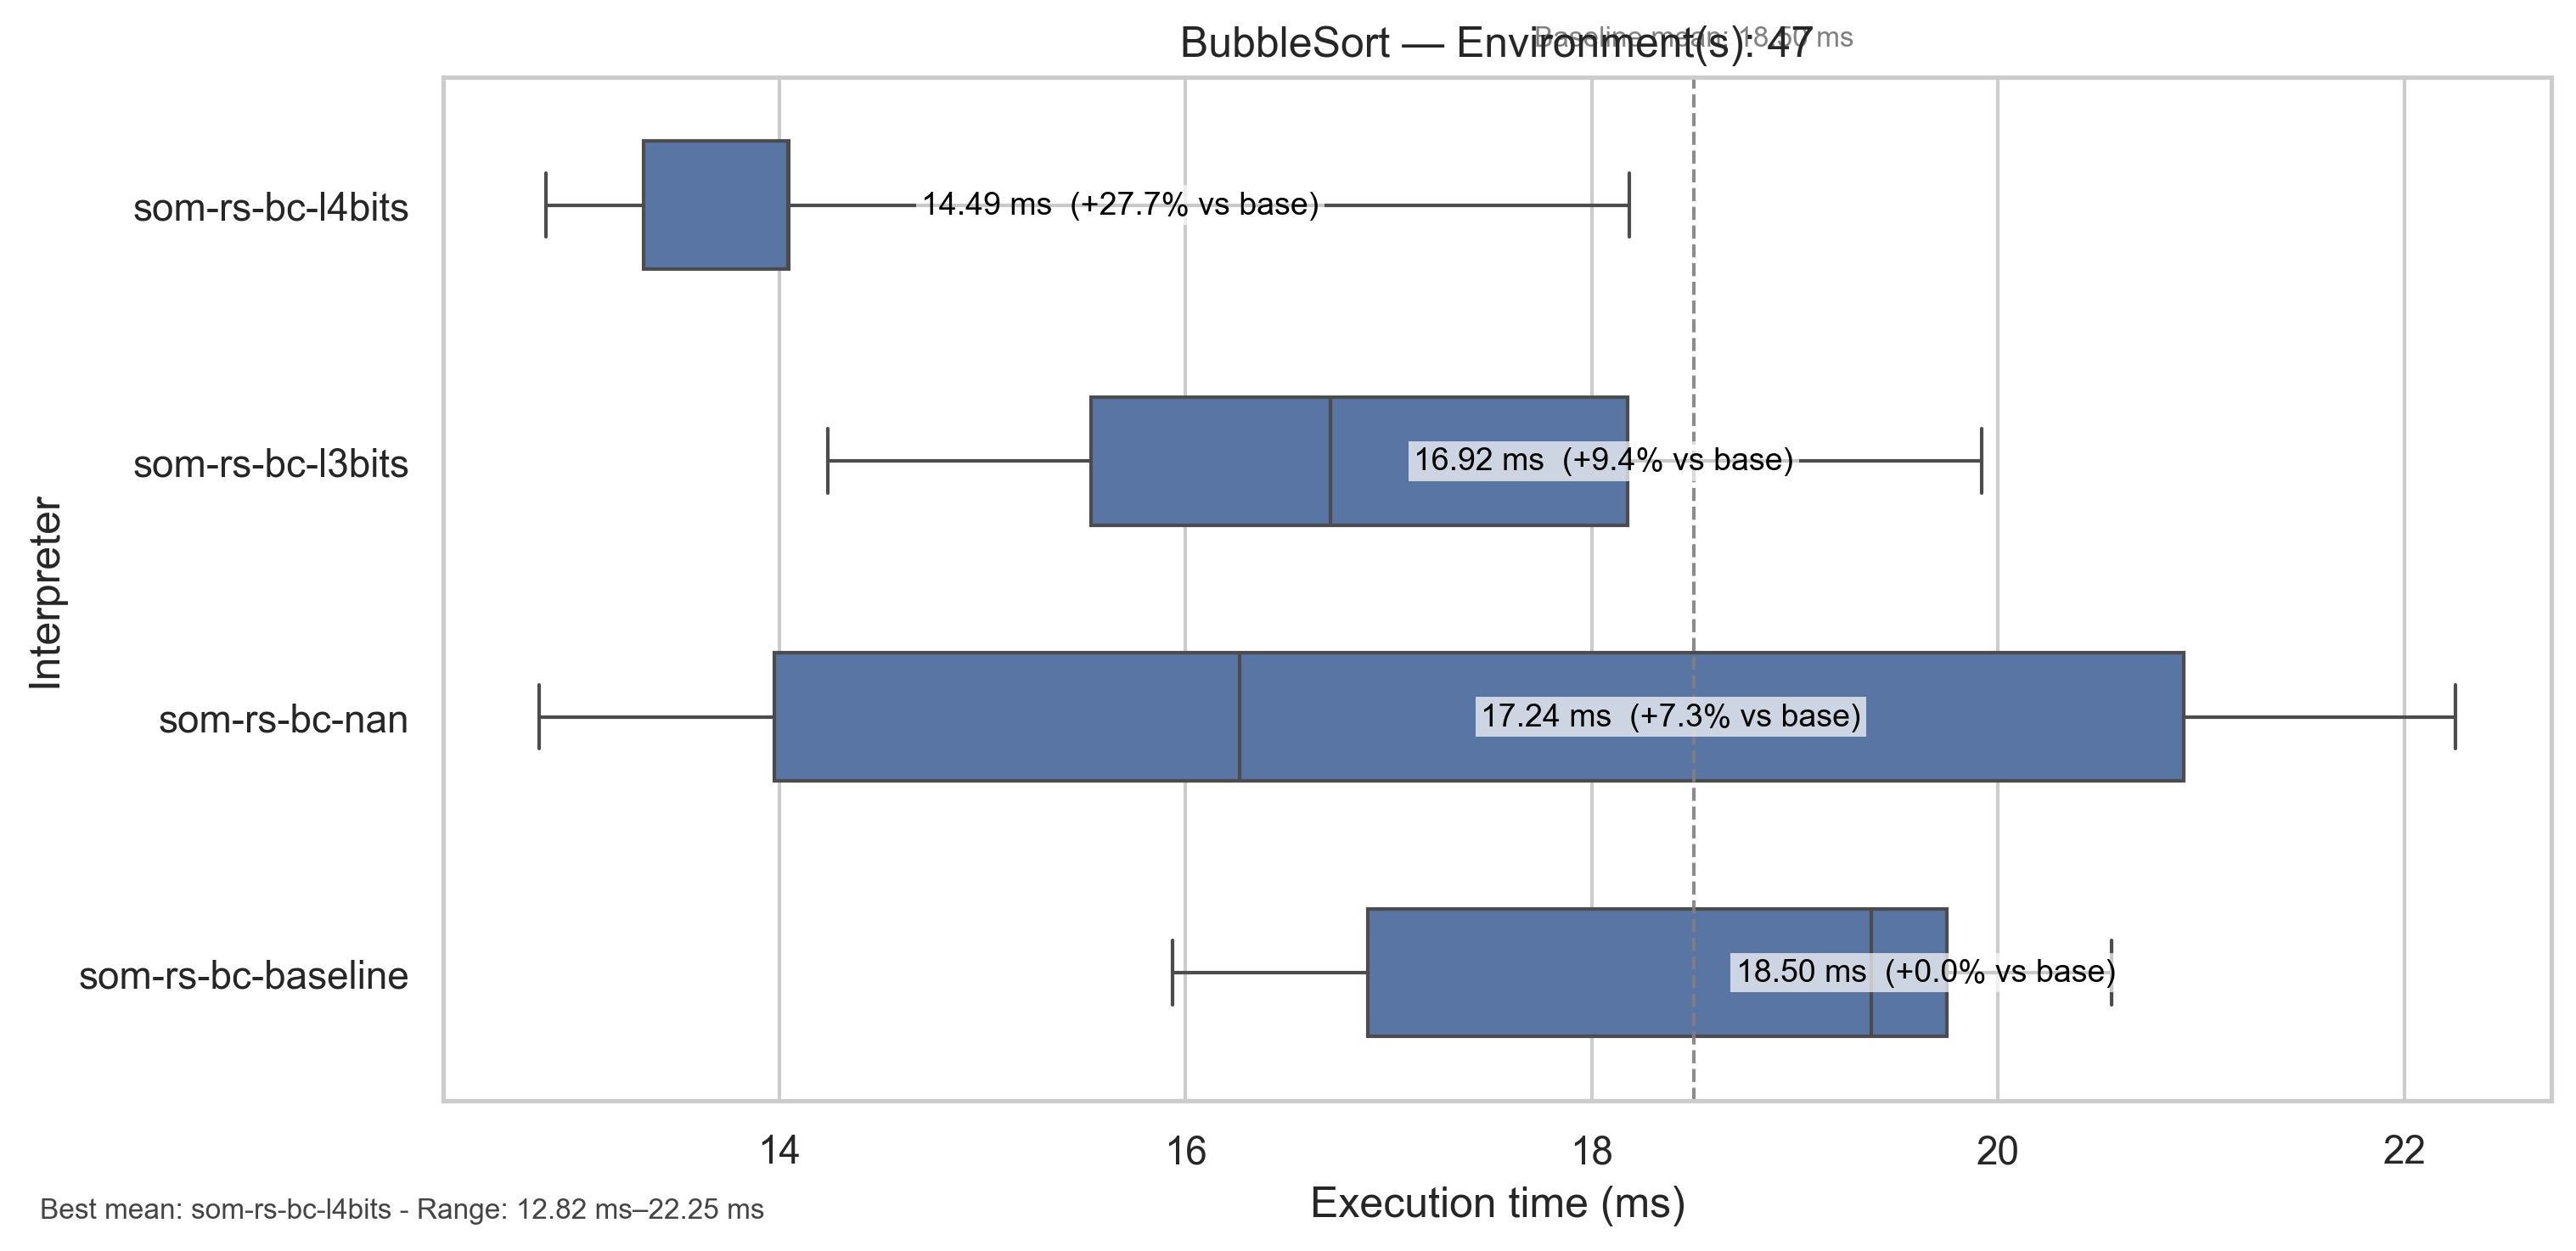 BubbleSort — Environment(s): 47
Baseline mean: 18.50 ms
Interpreter
som-rs-bc-l4bits
14.49 ms (+27.7% vs base)
som-rs-bc-l3bits
16.92 ms (+9.4% vs base)
som-rs-bc-nan
17.24 ms (+7.3% vs base)
som-rs-bc-baseline
18.50 ms (+0.0% vs base)
14 16 18 20 22
Execution time (ms)
Best mean: som-rs-bc-l4bits - Range: 12.82 ms–22.25 ms